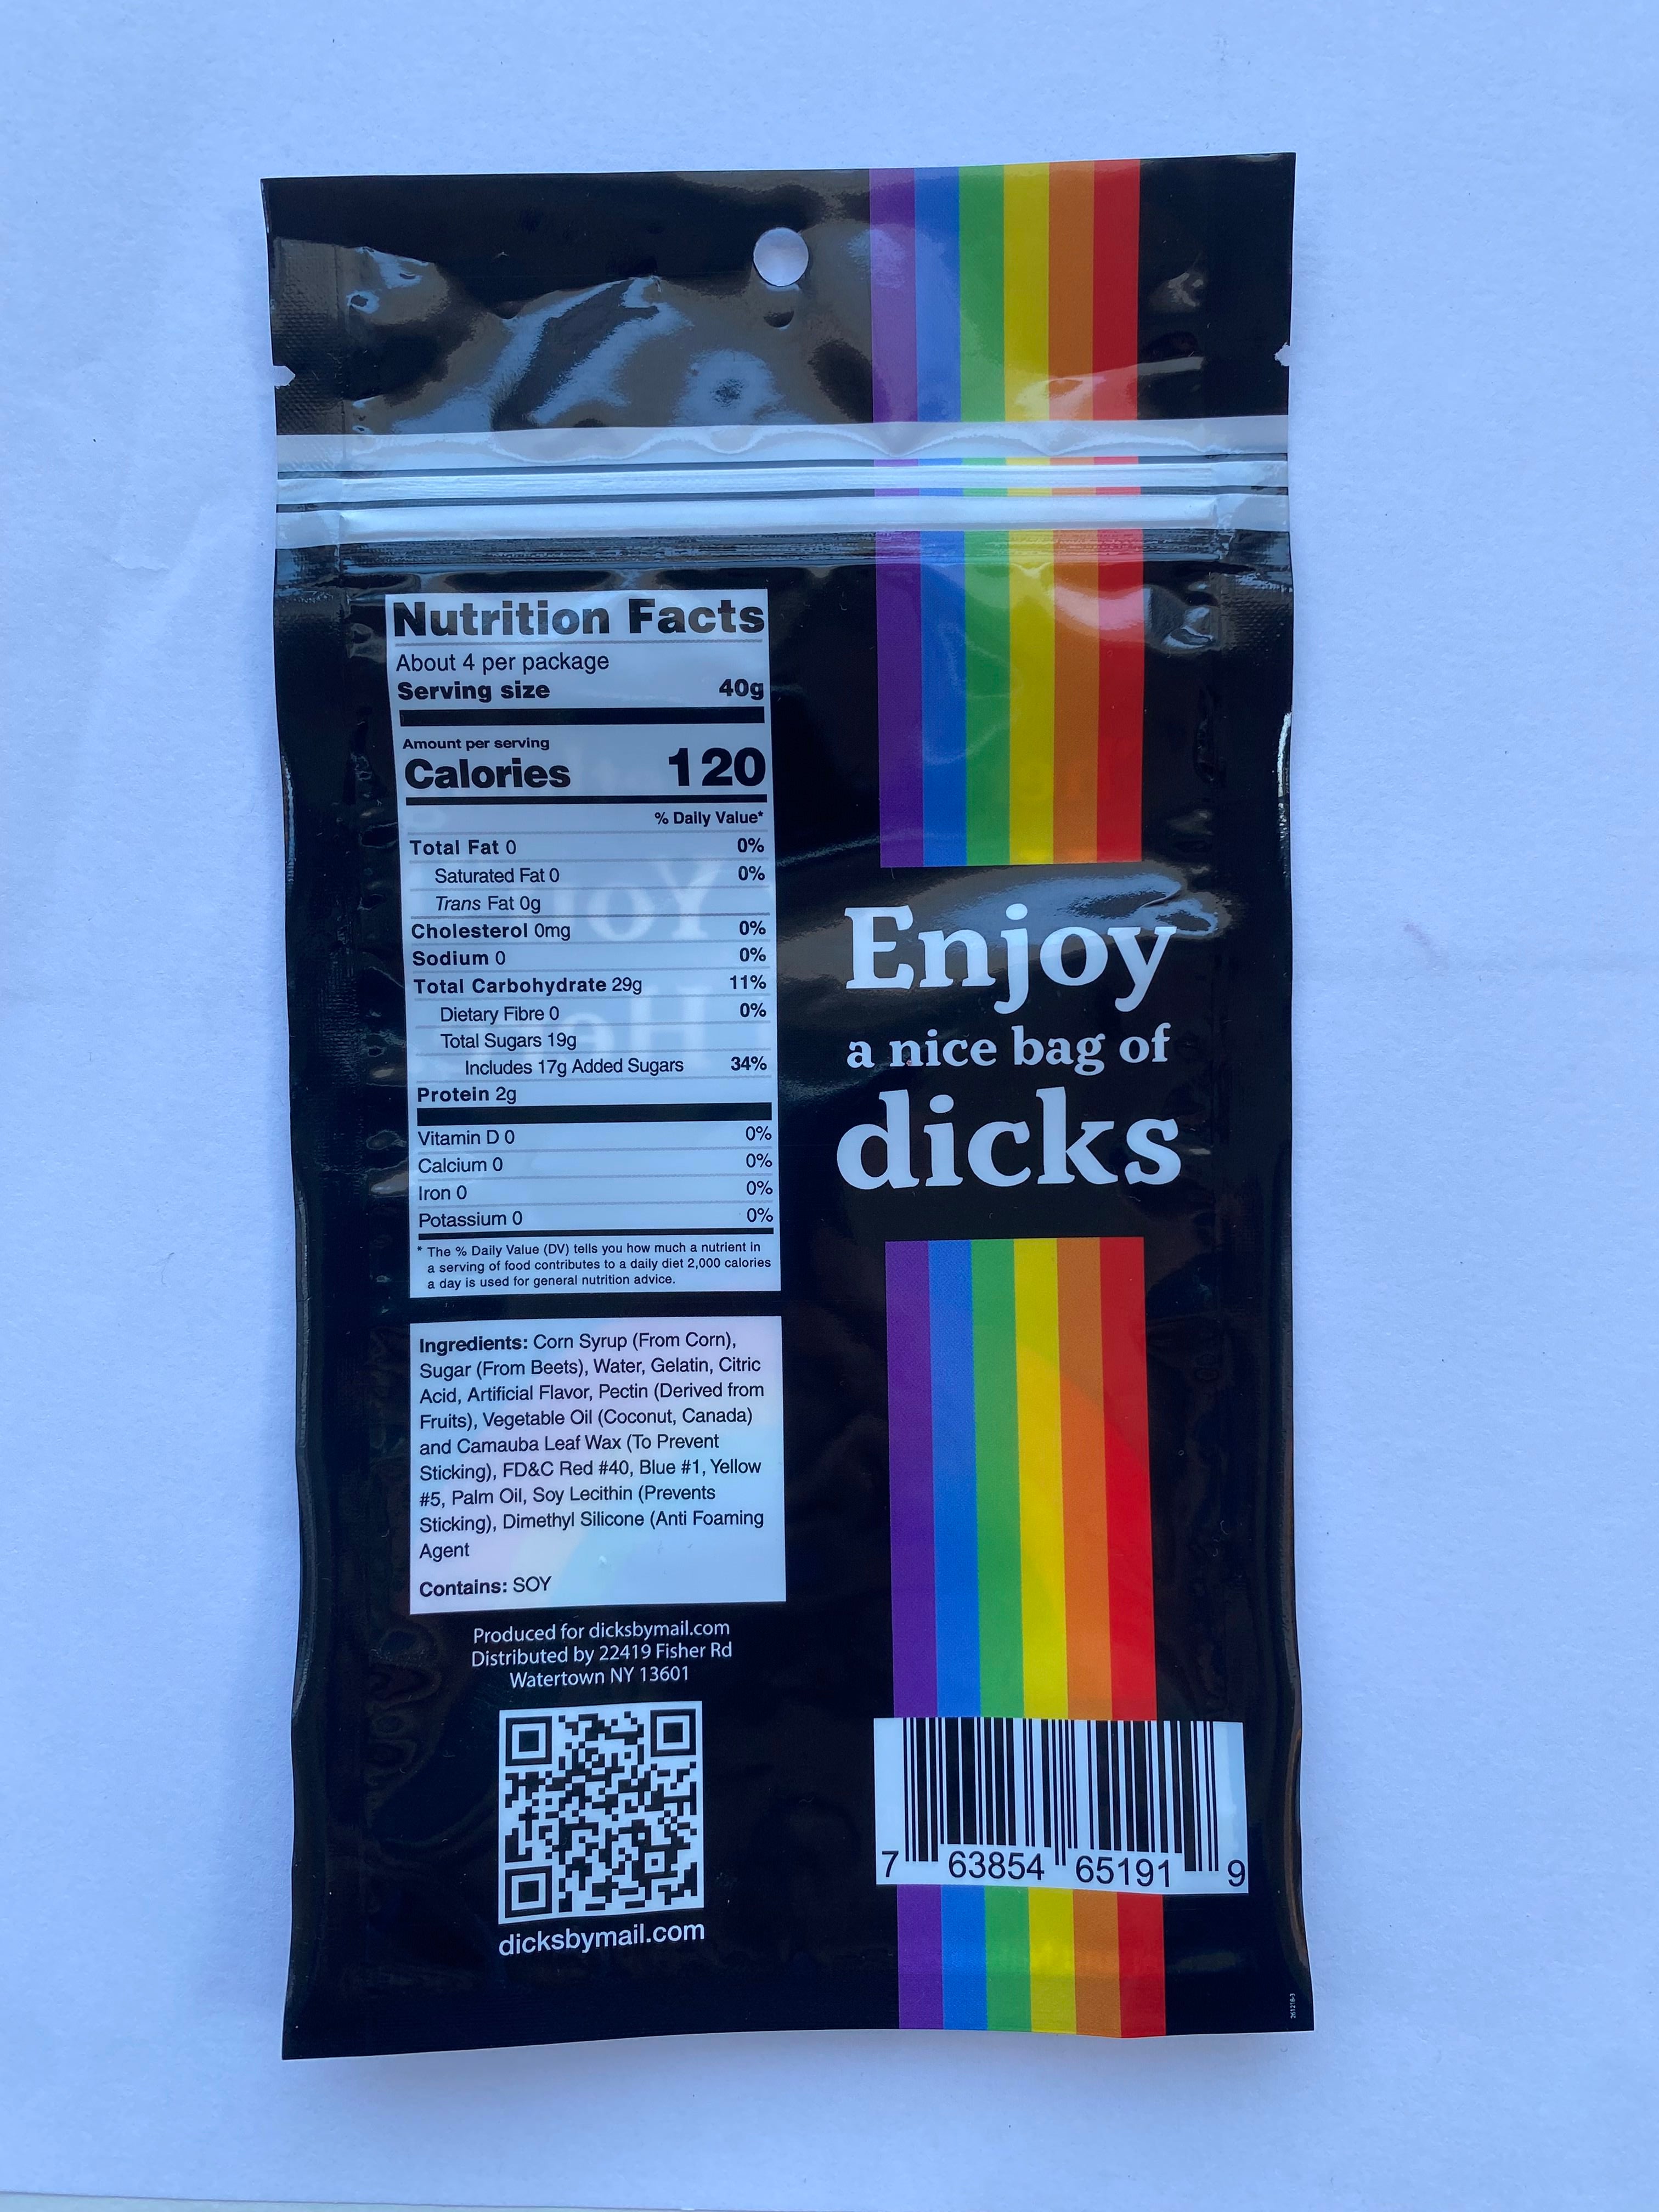 Nutrition Facts
About 4 per package
Serving size 40g
Amount per serving
Calories 120
% Daily Value*
Total Fat 0 0%
Saturated Fat 0 0%
Trans Fat 0g
Cholesterol 0mg 0%
Sodium 0 0%
Total Carbohydrate 29g 11%
Dietary Fibre 0 0%
Total Sugars 19g
Includes 17g Added Sugars 34%
Protein 2g
Vitamin D 0 0%
Calcium 0 0%
Iron 0 0%
Potassium 0 0%
* The % Daily Value (DV) tells you how much a nutrient in
a serving of food contributes to a daily diet 2,000 calories
a day is used for general nutrition advice.
Ingredients: Corn Syrup (From Corn),
Sugar (From Beets), Water, Gelatin, Citric
Acid, Artificial Flavor, Pectin (Derived from
Fruits), Vegetable Oil (Coconut, Canada)
and Camauba Leaf Wax (To Prevent
Sticking), FD&C Red #40, Blue #1, Yellow
#5, Palm Oil, Soy Lecithin (Prevents
Sticking), Dimethyl Silicone (Anti Foaming
Agent
Contains: SOY
Produced for dicksbymail.com
Distributed by 22419 Fisher Rd
Watertown NY 13601
dicksbymail.com
Enjoy
a nice bag of
dicks
7 63854 65191 9